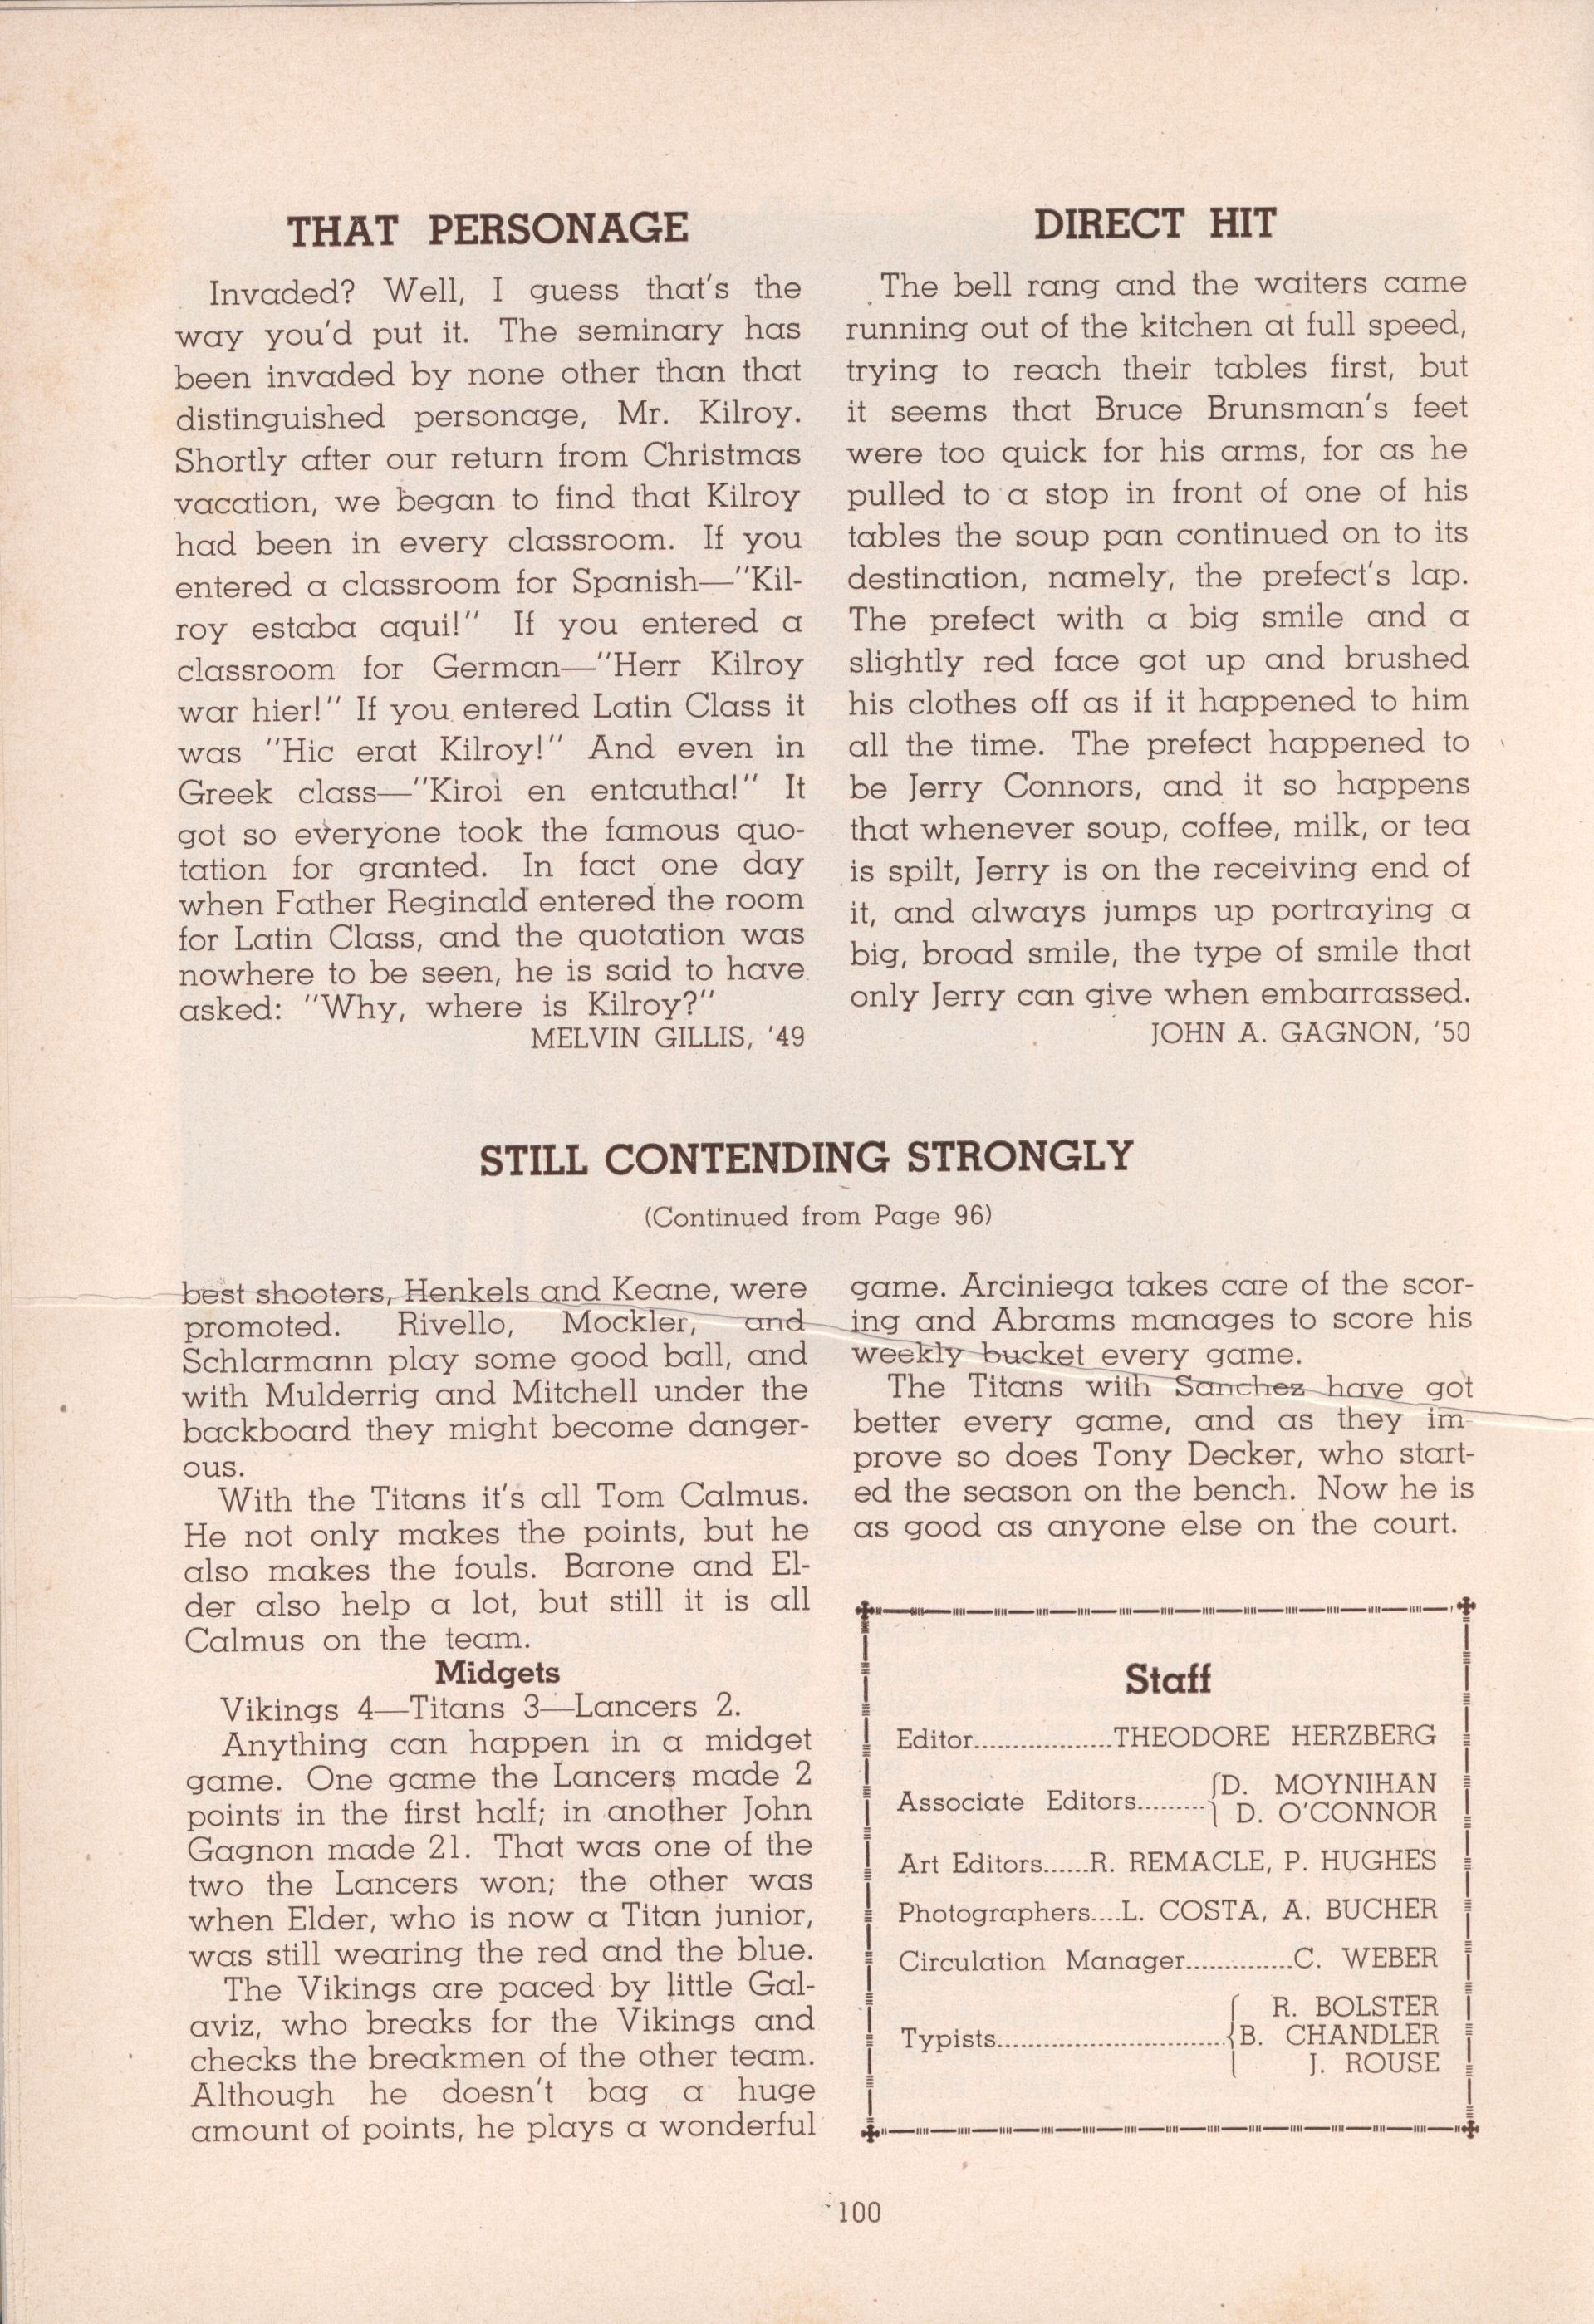 THAT PERSONAGE
Invaded? Well, I guess that's the
way you'd put it. The seminary has
been invaded by none other than that
distinguished personage, Mr. Kilroy.
Shortly after our return from Christmas
vacation, we began to find that Kilroy
had been in every classroom. If you
entered a classroom for Spanish—"Kil-
roy estaba aqui!" If you entered a
classroom for German—"Herr Kilroy
war hier!" If you entered Latin Class it
was "Hic erat Kilroy!" And even in
Greek class—"Kiroi en entautha!" It
got so everyone took the famous quo-
tation for granted. In fact one day
when Father Reginald entered the room
for Latin Class, and the quotation was
nowhere to be seen, he is said to have
asked: "Why, where is Kilroy?"
MELVIN GILLIS, '49
DIRECT HIT
The bell rang and the waiters came
running out of the kitchen at full speed,
trying to reach their tables first, but
it seems that Bruce Brunsman's feet
were too quick for his arms, for as he
pulled to a stop in front of one of his
tables the soup pan continued on to its
destination, namely, the prefect's lap.
The prefect with a big smile and a
slightly red face got up and brushed
his clothes off as if it happened to him
all the time. The prefect happened to
be Jerry Connors, and it so happens
that whenever soup, coffee, milk, or tea
is spilt, Jerry is on the receiving end of
it, and always jumps up portraying a
big, broad smile, the type of smile that
only Jerry can give when embarrassed.
JOHN A. GAGNON, '50
STILL CONTENDING STRONGLY
(Continued from Page 96)
best shooters, Henkels and Keane, were
promoted. Rivello, Mockler, and
Schlarmann play some good ball, and
with Mulderrig and Mitchell under the
backboard they might become danger-
ous.
With the Titans it's all Tom Calmus.
He not only makes the points, but he
also makes the fouls. Barone and El-
der also help a lot, but still it is all
Calmus on the team.
Midgets
Vikings 4—Titans 3—Lancers 2.
Anything can happen in a midget
game. One game the Lancers made 2
points in the first half; in another John
Gagnon made 21. That was one of the
two the Lancers won; the other was
when Elder, who is now a Titan junior,
was still wearing the red and the blue.
The Vikings are paced by little Gal-
aviz, who breaks for the Vikings and
checks the breakmen of the other team.
Although he doesn't bag a huge
amount of points, he plays a wonderful
game. Arciniega takes care of the scor-
ing and Abrams manages to score his
weekly bucket every game.
The Titans with Sanchez have got
better every game, and as they im-
prove so does Tony Decker, who start-
ed the season on the bench. Now he is
as good as anyone else on the court.
Staff
Editor..................THEODORE HERZBERG
Associate Editors.........{D. MOYNIHAN
D. O'CONNOR
Art Editors......R. REMACLE, P. HUGHES
Photographers....L. COSTA, A. BUCHER
Circulation Manager..............C. WEBER
R. BOLSTER
Typists.............................{B. CHANDLER
J. ROUSE
100